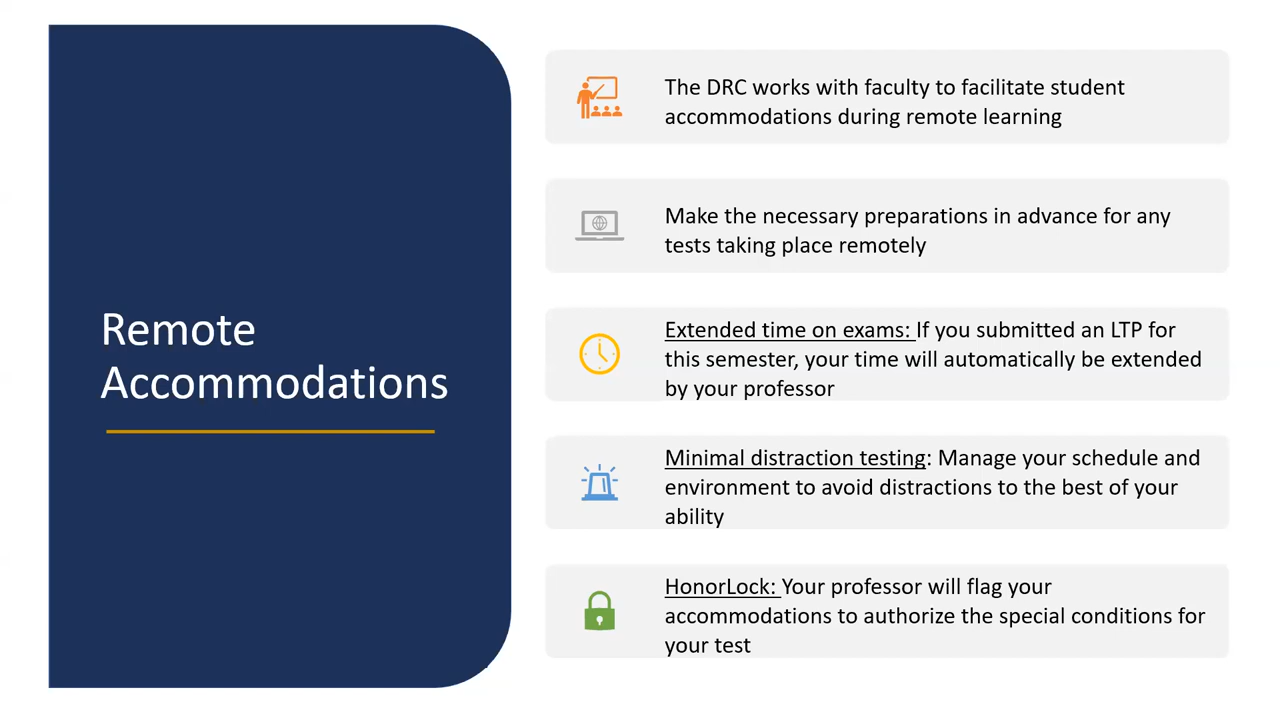 Remote
Accommodations
The DRC works with faculty to facilitate student
accommodations during remote learning
Make the necessary preparations in advance for any
tests taking place remotely
Extended time on exams: If you submitted an LTP for
this semester, your time will automatically be extended
by your professor
Minimal distraction testing: Manage your schedule and
environment to avoid distractions to the best of your
ability
HonorLock: Your professor will flag your
accommodations to authorize the special conditions for
your test